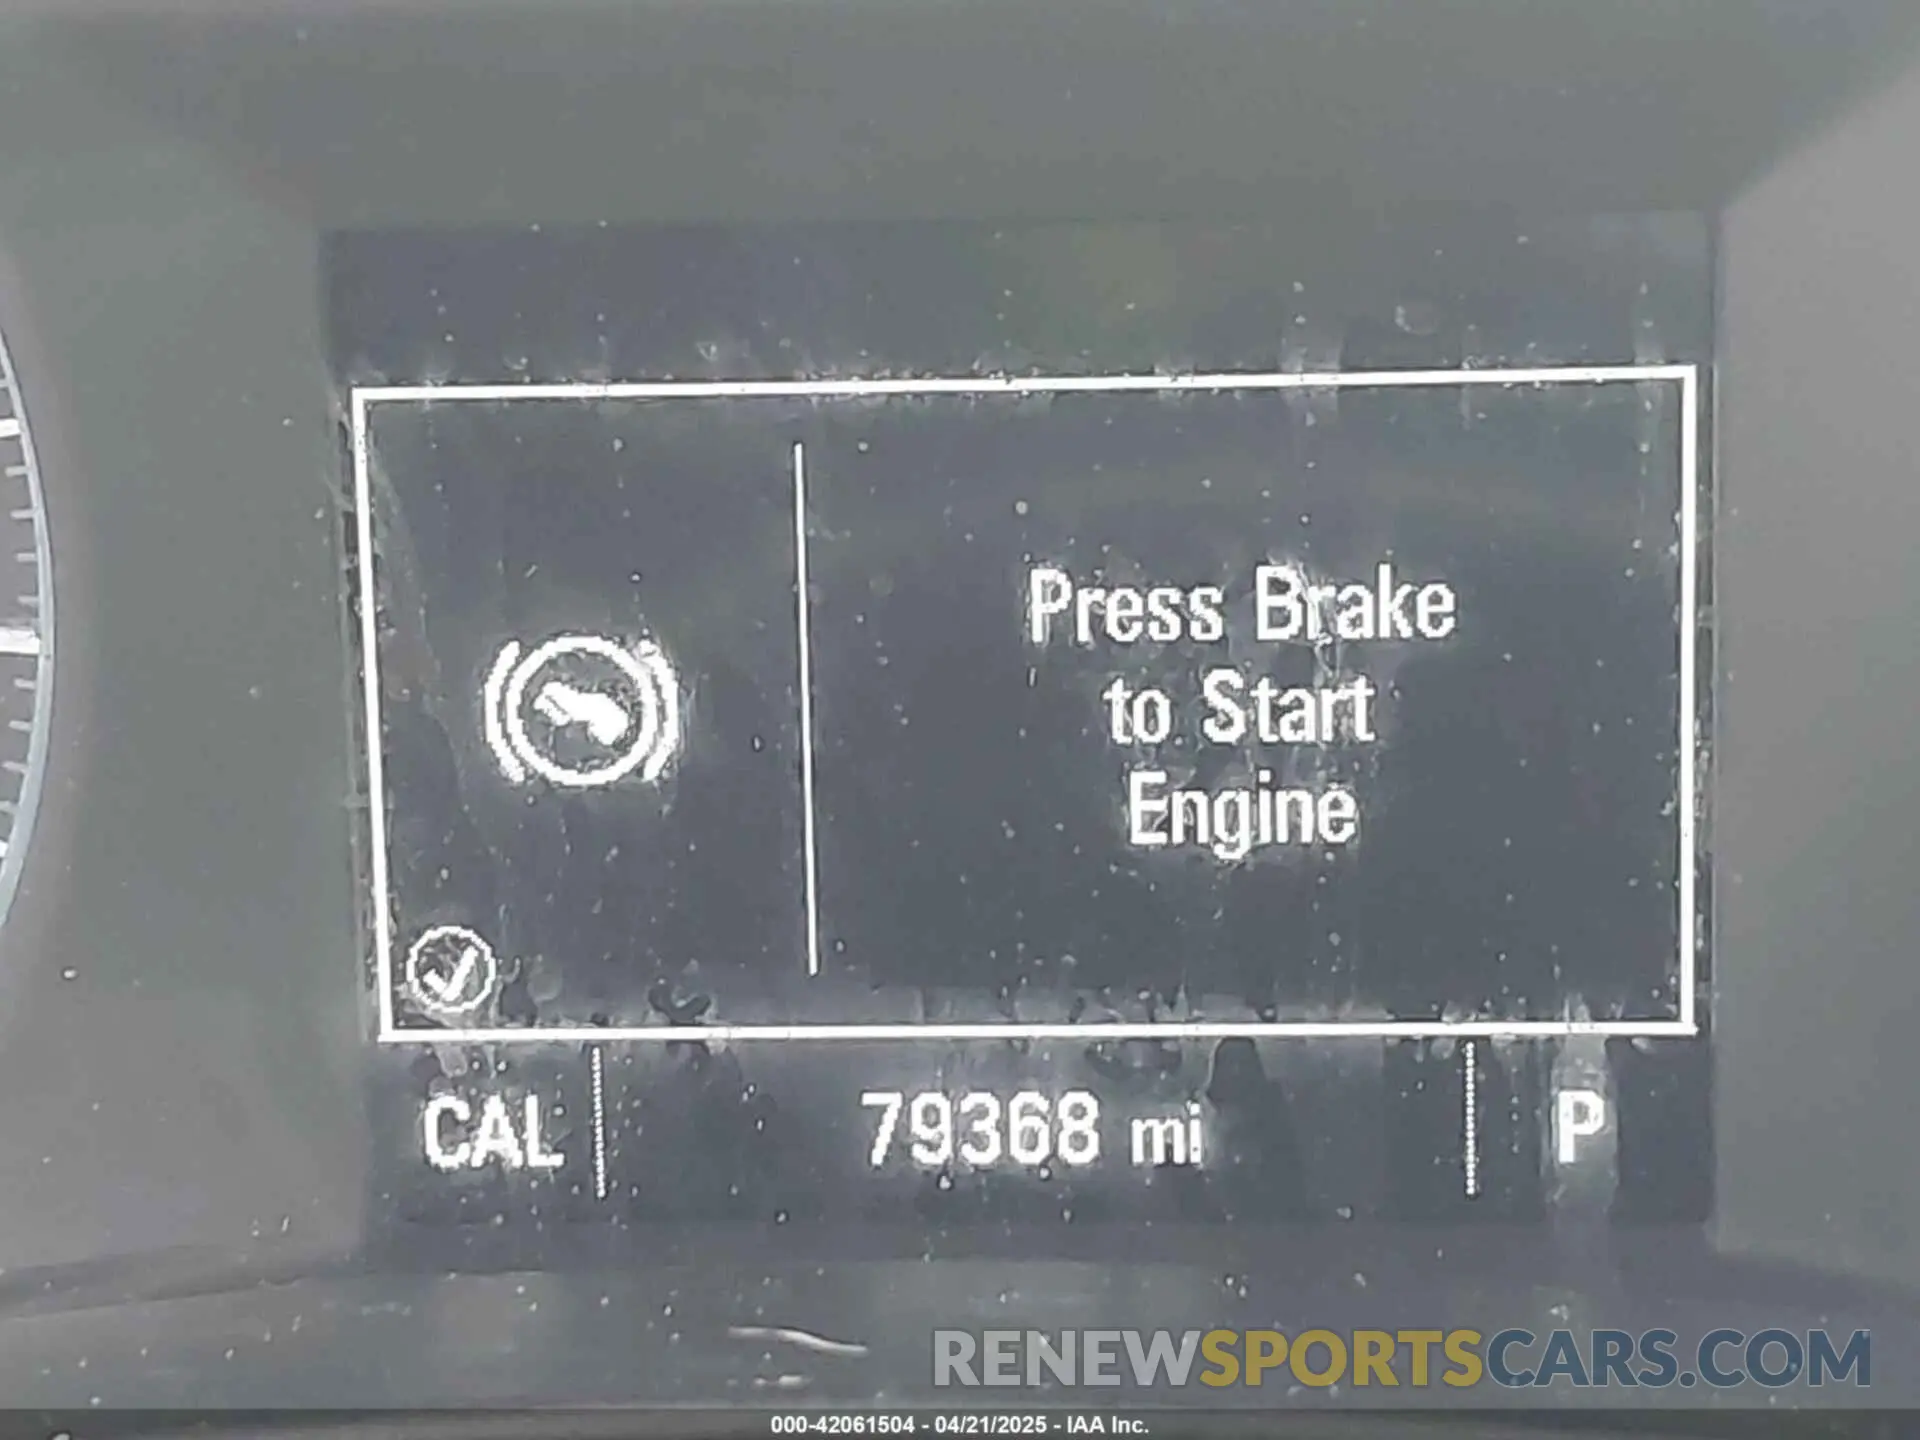 Press Brake
to Start
Engine
CAL 79368 mi P
RENEWSPORTSCARS.COM
000-42061504 - 04/21/2025 - IAA Inc.